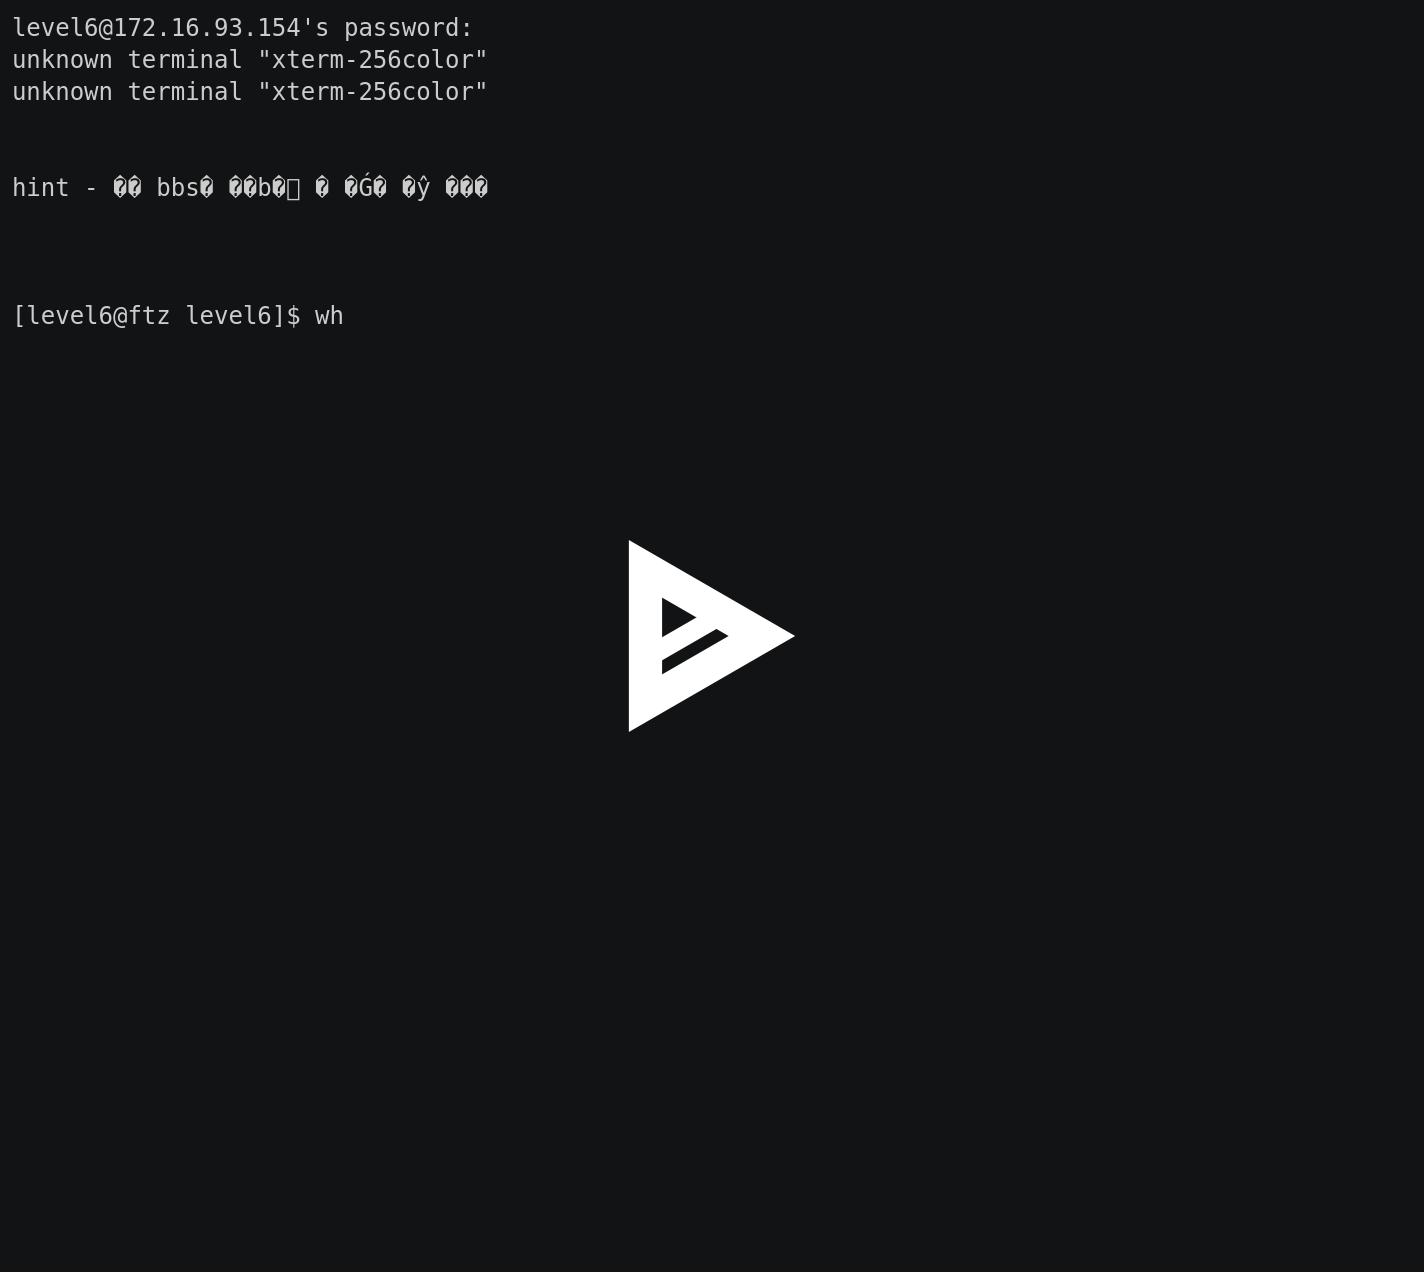 level6@172.16.93.154's password:
unknown terminal "xterm-256color"
unknown terminal "xterm-256color"
hint - �� bbs� ��b�▯ � �Ǵ� �ŷ ���
[level6@ftz level6]$ wh